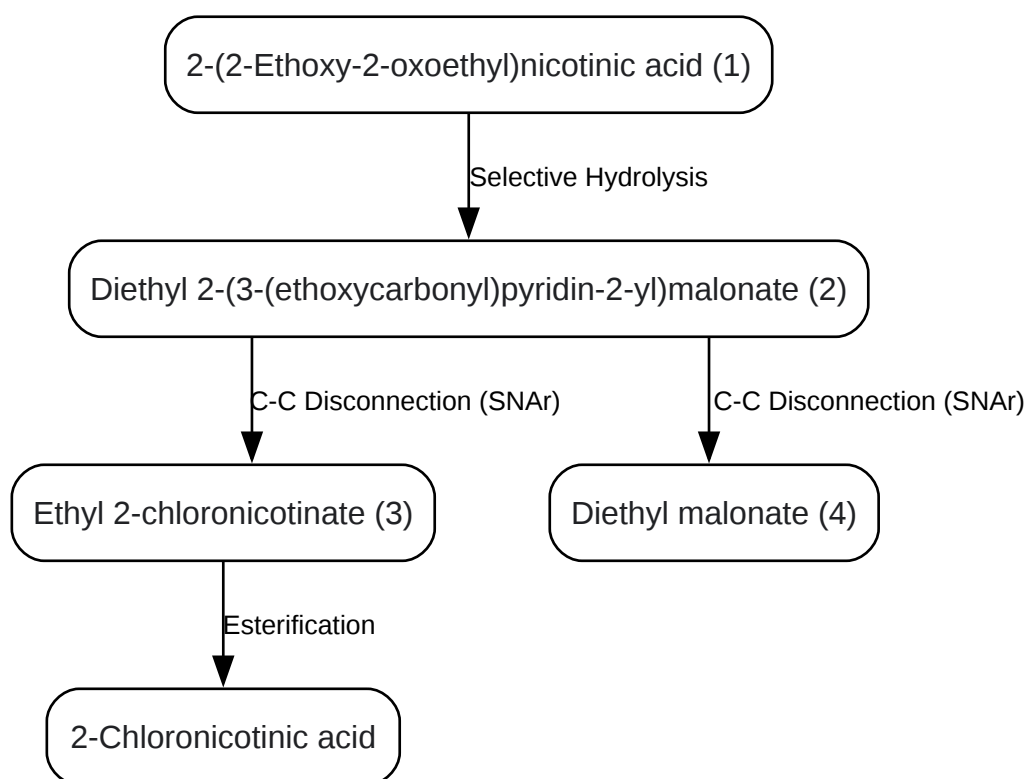 2-(2-Ethoxy-2-oxoethyl)nicotinic acid (1)
Selective Hydrolysis
Diethyl 2-(3-(ethoxycarbonyl)pyridin-2-yl)malonate (2)
C-C Disconnection (SNAr)
C-C Disconnection (SNAr)
Ethyl 2-chloronicotinate (3)
Diethyl malonate (4)
Esterification
2-Chloronicotinic acid